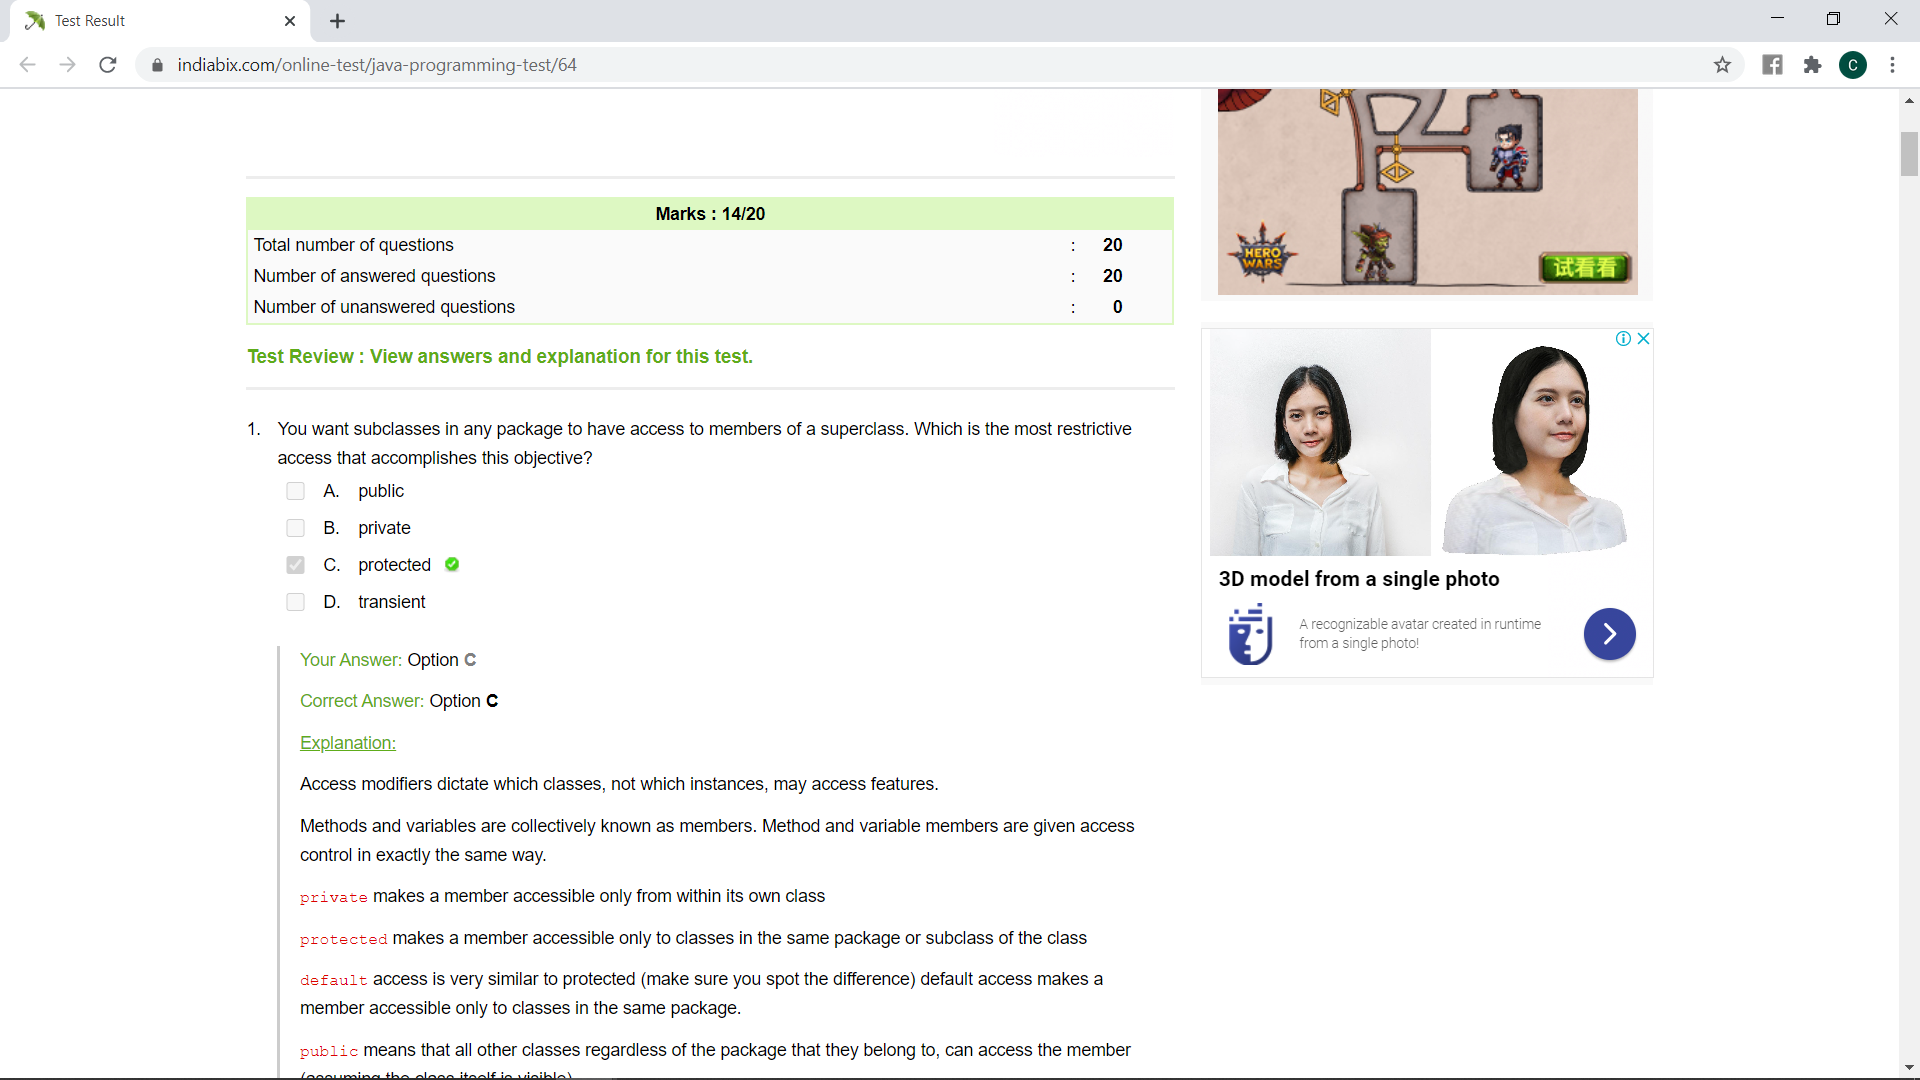 Test Result
indiabix.com/online-test/java-programming-test/64
C
Marks : 14/20
Total number of questions : 20
Number of answered questions : 20
Number of unanswered questions : 0
Test Review : View answers and explanation for this test.
1. You want subclasses in any package to have access to members of a superclass. Which is the most restrictive
access that accomplishes this objective?
A. public
B. private
C. protected
D. transient
Your Answer: Option C
Correct Answer: Option C
Explanation:
Access modifiers dictate which classes, not which instances, may access features.
Methods and variables are collectively known as members. Method and variable members are given access
control in exactly the same way.
private makes a member accessible only from within its own class
protected makes a member accessible only to classes in the same package or subclass of the class
default access is very similar to protected (make sure you spot the difference) default access makes a
member accessible only to classes in the same package.
public means that all other classes regardless of the package that they belong to, can access the member
(assuming the class itself is visible)
HERO
WARS
试看看
3D model from a single photo
A recognizable avatar created in runtime
from a single photo!